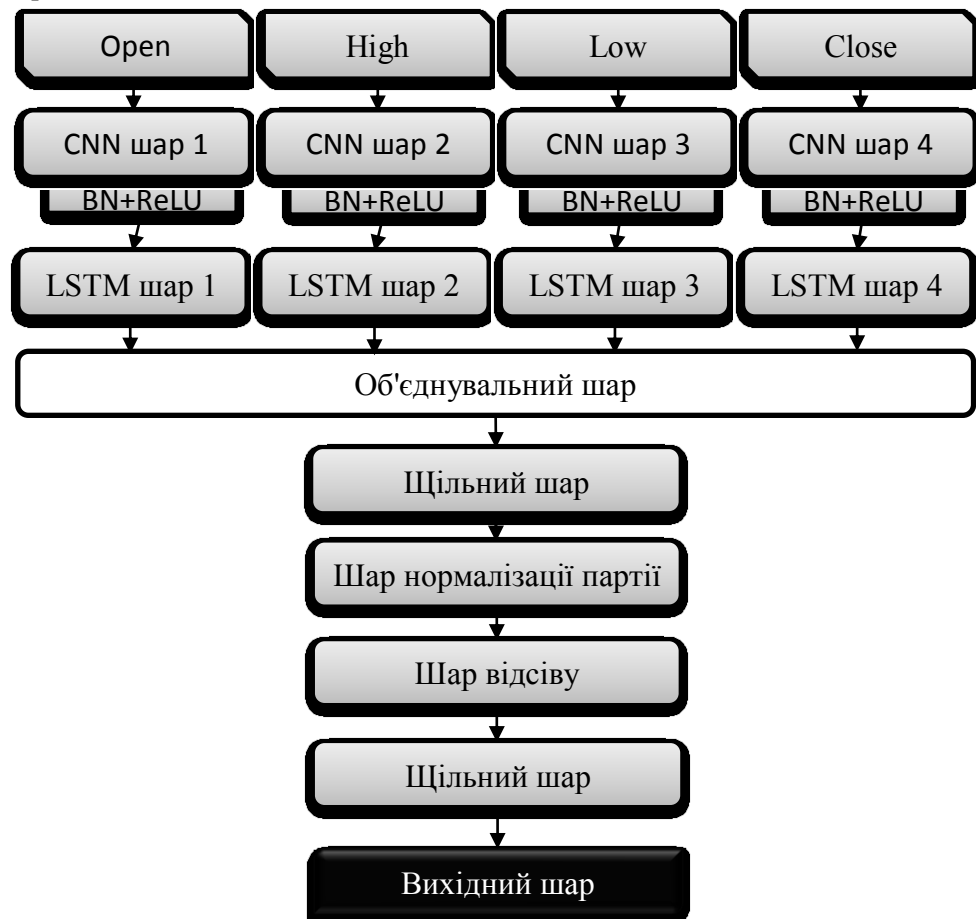 Open High Low Close
CNN шар 1 CNN шар 2 CNN шар 3 CNN шар 4
BN+ReLU BN+ReLU BN+ReLU BN+ReLU
LSTM шар 1 LSTM шар 2 LSTM шар 3 LSTM шар 4
Об'єднувальний шар
Щільний шар
Шар нормалізації партії
Шар відсіву
Щільний шар
Вихідний шар